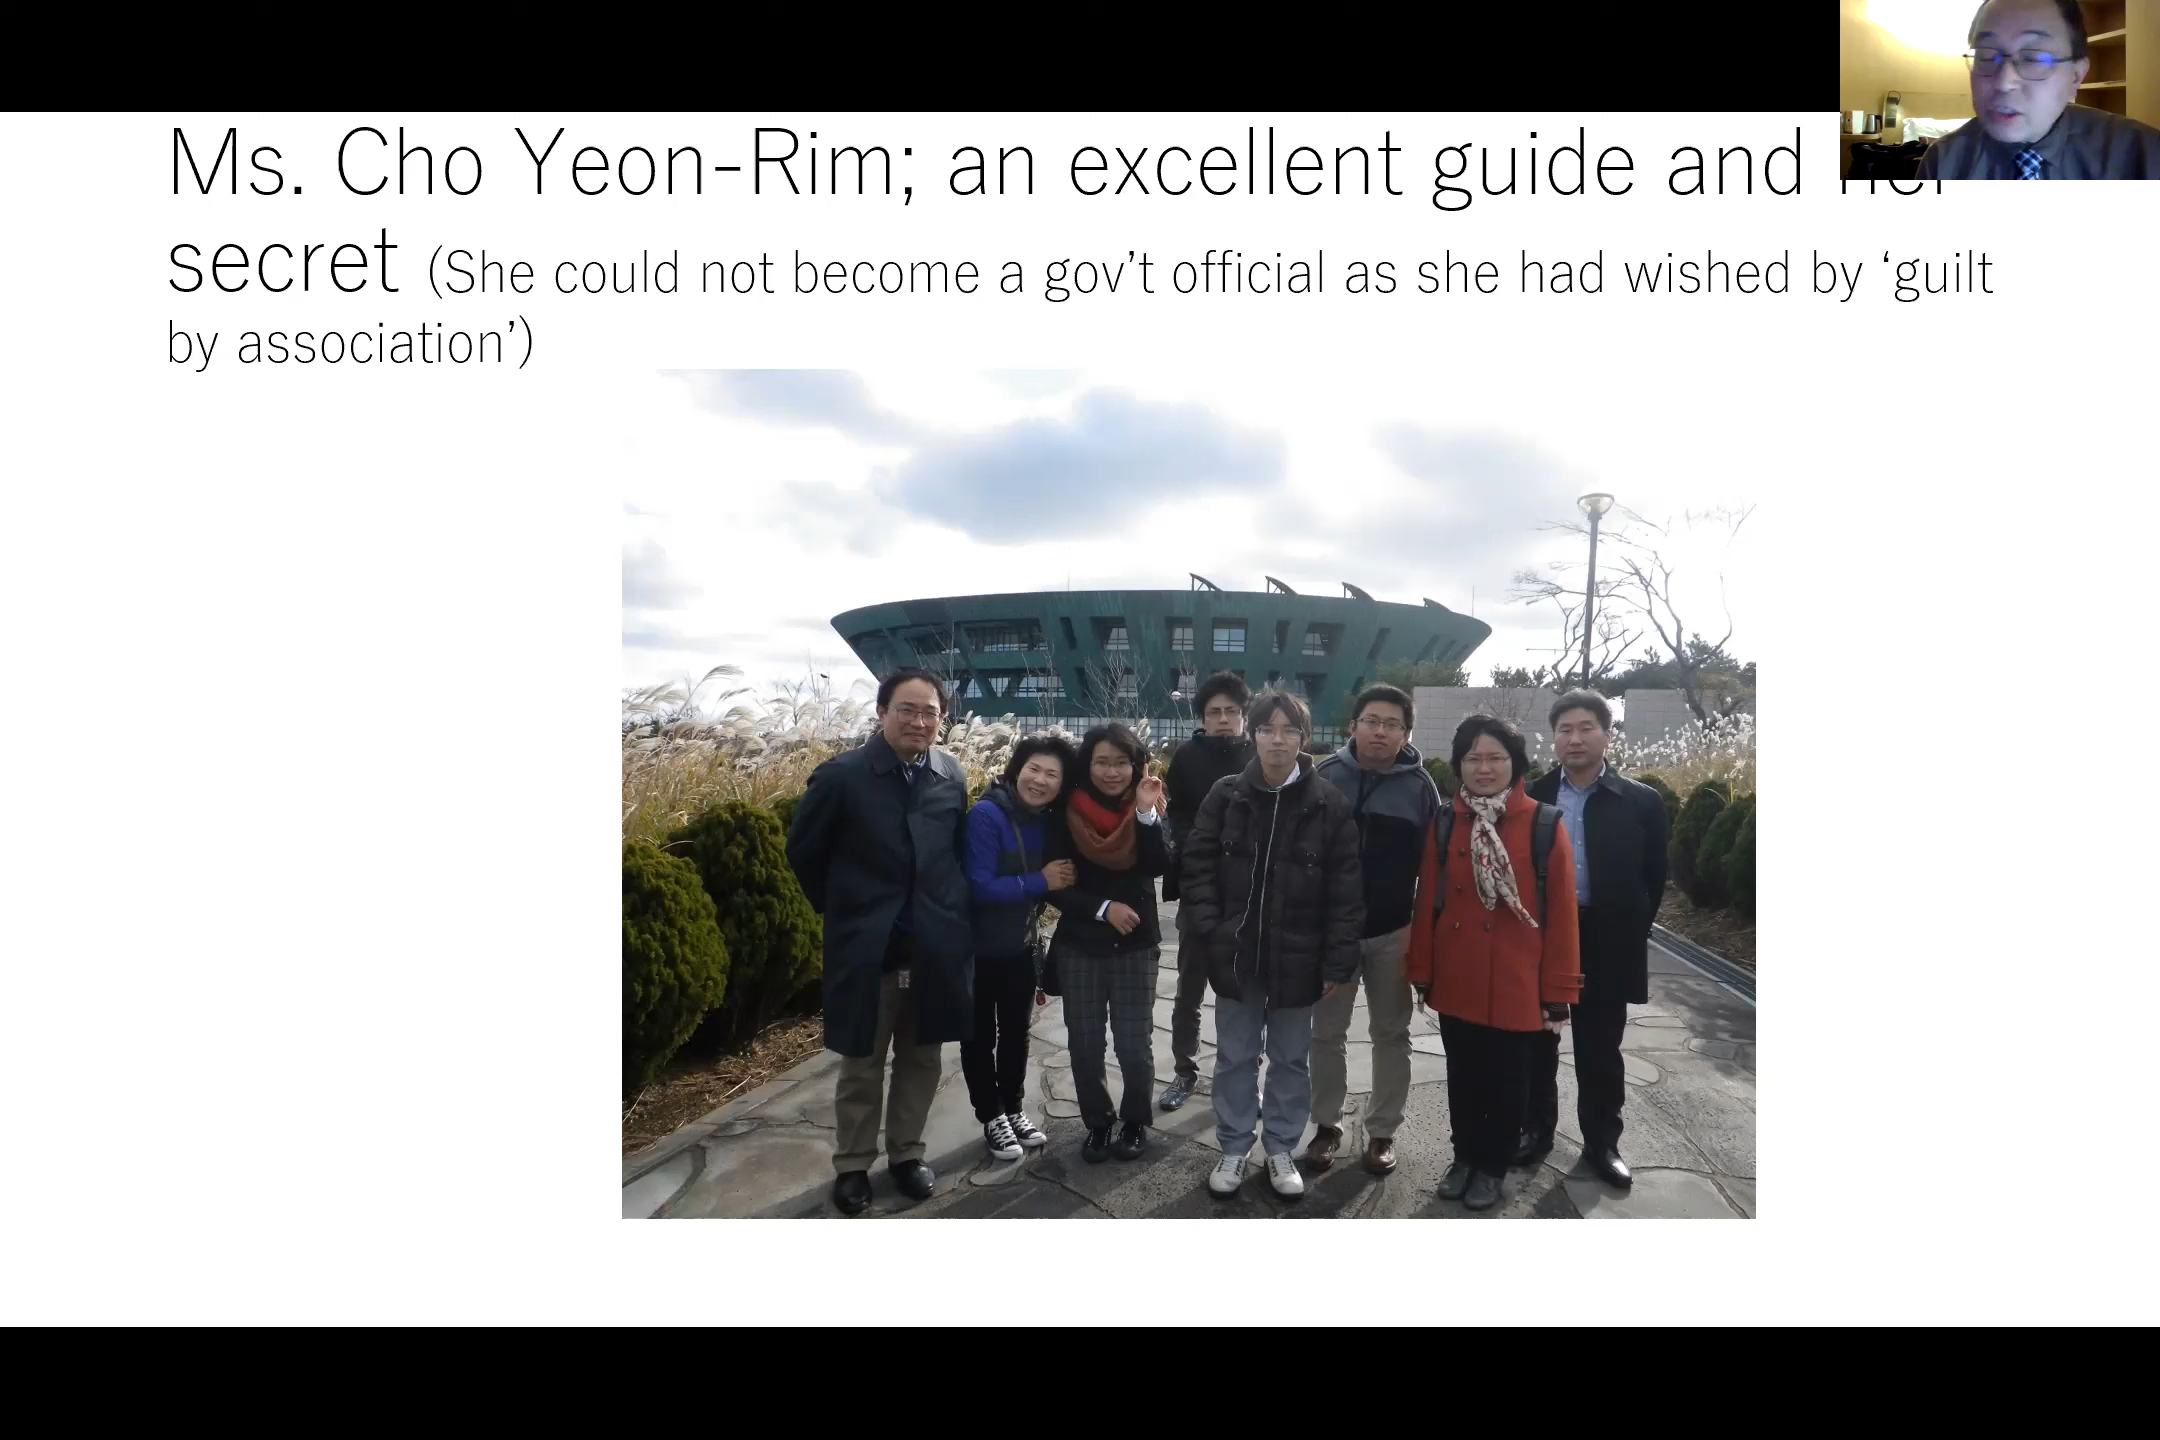 Ms. Cho Yeon-Rim; an excellent guide and her
secret (She could not become a gov’t official as she had wished by ‘guilt
by association’)